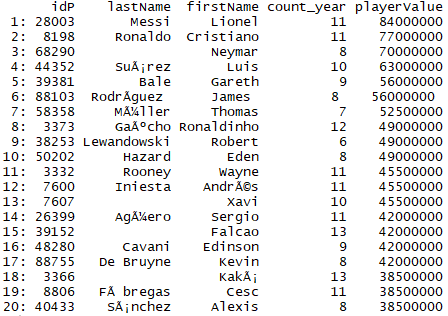 idP lastName firstName count_year playerValue
1: 28003 Messi Lionel 11 84000000
2: 8198 Ronaldo Cristiano 11 77000000
3: 68290 Neymar 8 70000000
4: 44352 SuÃ¡rez Luis 10 63000000
5: 39381 Bale Gareth 9 56000000
6: 88103 RodrÃ­guez James 8 56000000
7: 58358 MÃ¼ller Thomas 7 52500000
8: 3373 GaÃºcho Ronaldinho 12 49000000
9: 38253 Lewandowski Robert 6 49000000
10: 50202 Hazard Eden 8 49000000
11: 3332 Rooney Wayne 11 45500000
12: 7600 Iniesta AndrÃ©s 11 45500000
13: 7607 Xavi 10 45500000
14: 26399 AgÃ¼ero Sergio 11 42000000
15: 39152 Falcao 13 42000000
16: 48280 Cavani Edinson 9 42000000
17: 88755 De Bruyne Kevin 8 42000000
18: 3366 KakÃ¡ 13 38500000
19: 8806 FÃ bregas Cesc 11 38500000
20: 40433 SÃ¡nchez Alexis 8 38500000